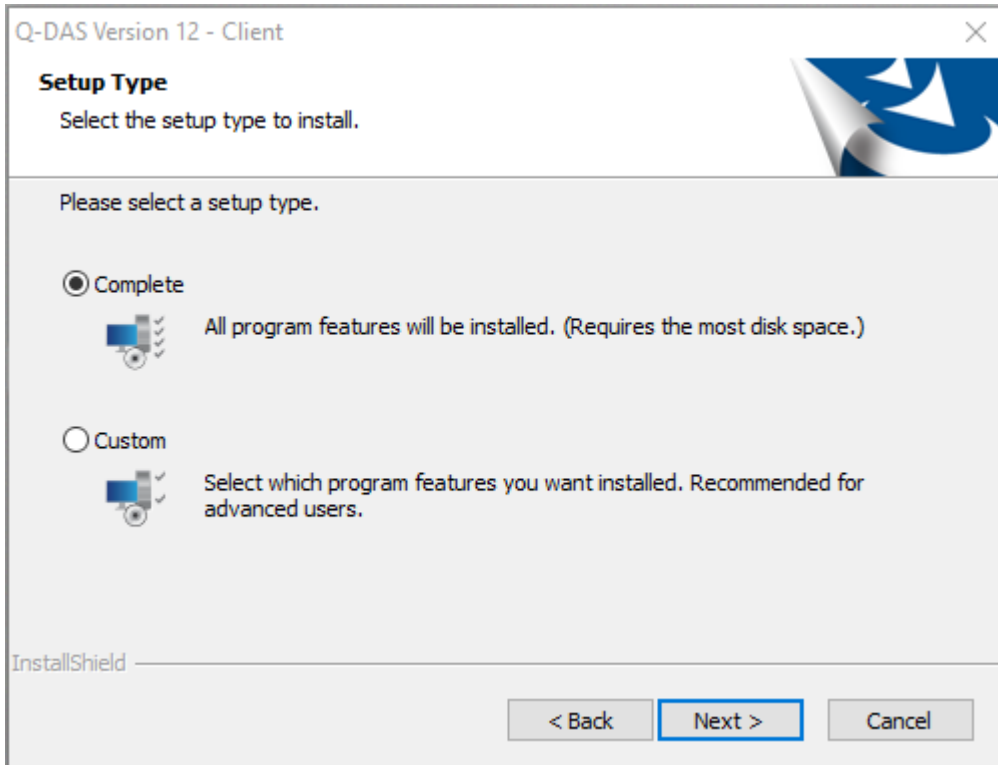 Q-DAS Version 12 - Client
Setup Type
Select the setup type to install.
Please select a setup type.
Complete
All program features will be installed. (Requires the most disk space.)
Custom
Select which program features you want installed. Recommended for
advanced users.
InstallShield
< Back
Next >
Cancel